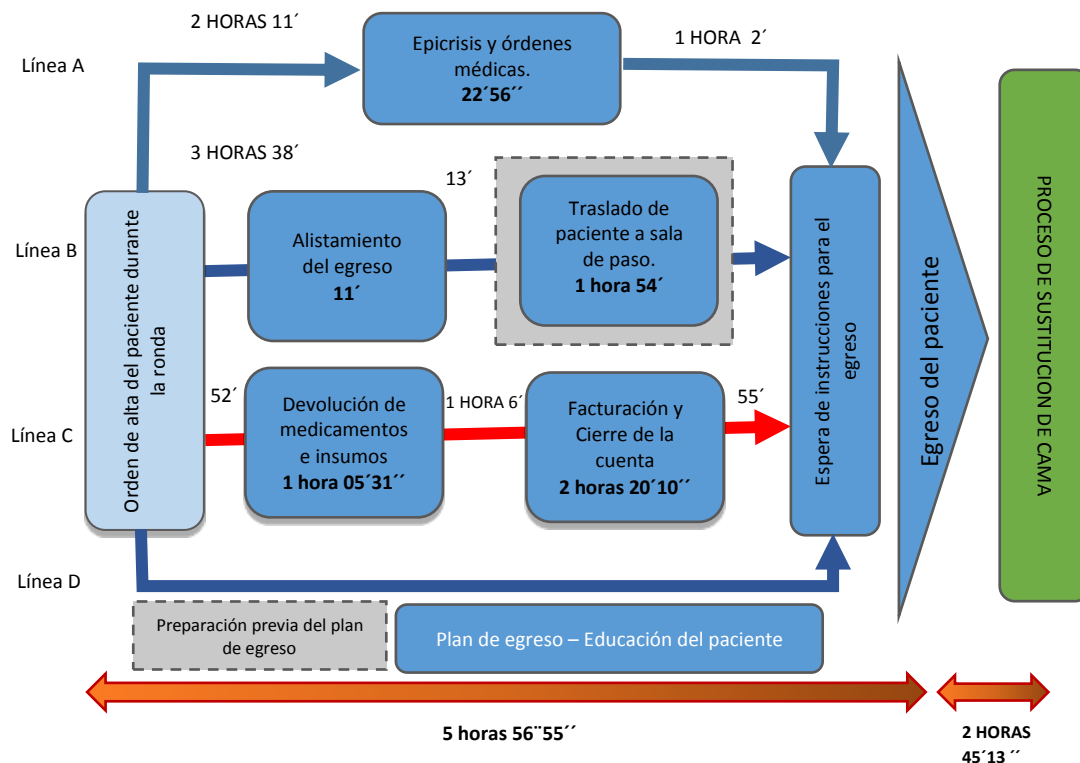 2 HORAS 11´
Línea A
Epicrisis y órdenes
médicas.
22´56´´
1 HORA 2´
3 HORAS 38´
Línea B
Alistamiento
del egreso
11´
13´
Traslado de
paciente a sala
de paso.
1 hora 54´
Orden de alta del paciente durante
la ronda
Línea C
52´
Devolución de
medicamentos
e insumos
1 hora 05´31´´
1 HORA 6´
Facturación y
Cierre de la
cuenta
2 horas 20´10´´
55´
Espera de instrucciones para el
egreso
Egreso del paciente
PROCESO DE SUSTITUCION DE CAMA
Línea D
Preparación previa del plan
de egreso
Plan de egreso – Educación del paciente
5 horas 56¨55´´
2 HORAS
45´13 ´´